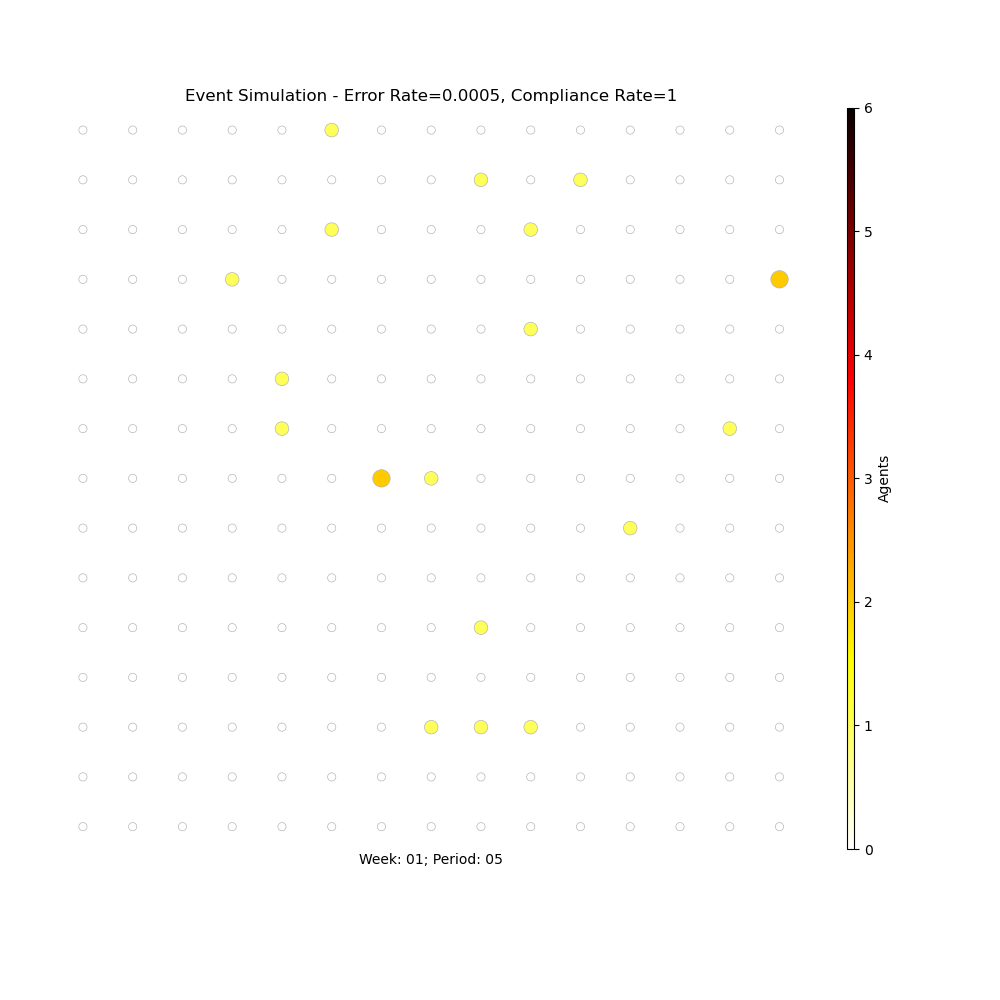 Event Simulation - Error Rate=0.0005, Compliance Rate=1
6
5
4
3
2
1
0
Agents
Week: 01; Period: 05